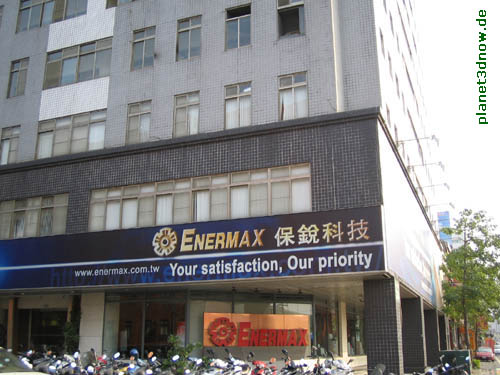 planet3dnow.de
ENERMAX 保銳科技
www.enermax.com.tw
Your satisfaction, Our priority
ENERMAX